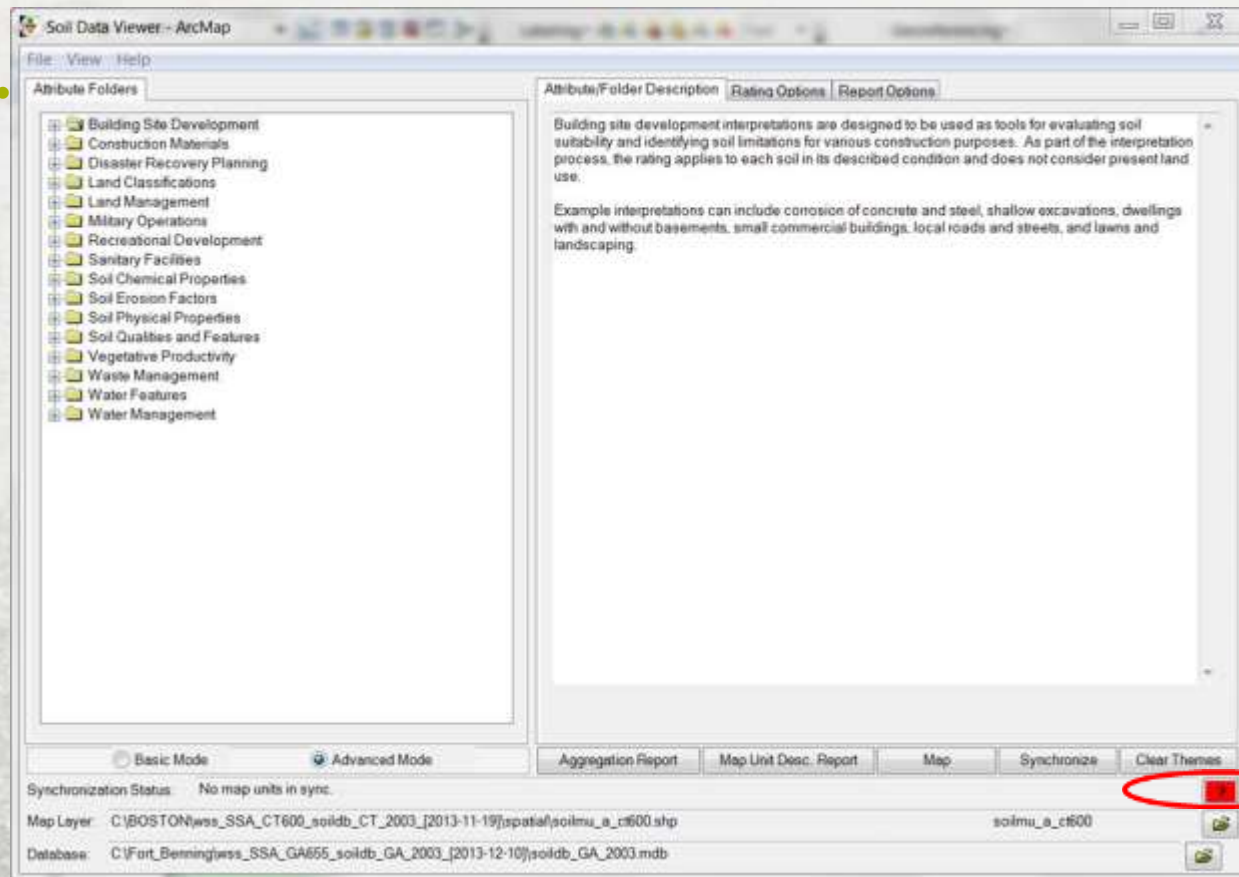 Soil Data Viewer - ArcMap
File View Help
Attribute Folders
Building Site Development
Construction Materials
Disaster Recovery Planning
Land Classifications
Land Management
Military Operations
Recreational Development
Sanitary Facilities
Soil Chemical Properties
Soil Erosion Factors
Soil Physical Properties
Soil Qualities and Features
Vegetative Productivity
Waste Management
Water Features
Water Management
Attribute/Folder Description Rating Options Report Options
Building site development interpretations are designed to be used as tools for evaluating soil
suitability and identifying soil limitations for various construction purposes. As part of the interpretation
process, the rating applies to each soil in its described condition and does not consider present land
use.
Example interpretations can include corrosion of concrete and steel, shallow excavations, dwellings
with and without basements, small commercial buildings, local roads and streets, and lawns and
landscaping.
Basic Mode Advanced Mode
Aggregation Report Map Unit Desc. Report Map Synchronize Clear Themes
Synchronization Status: No map units in sync.
Map Layer: C:\BOSTON\wss_SSA_CT600_soildb_CT_2003_[2013-11-19]\spatial\soilmu_a_ct600.shp soilmu_a_ct600
Database: C:\Fort_Benning\wss_SSA_GA655_soildb_GA_2003_[2013-12-10]\soildb_GA_2003.mdb